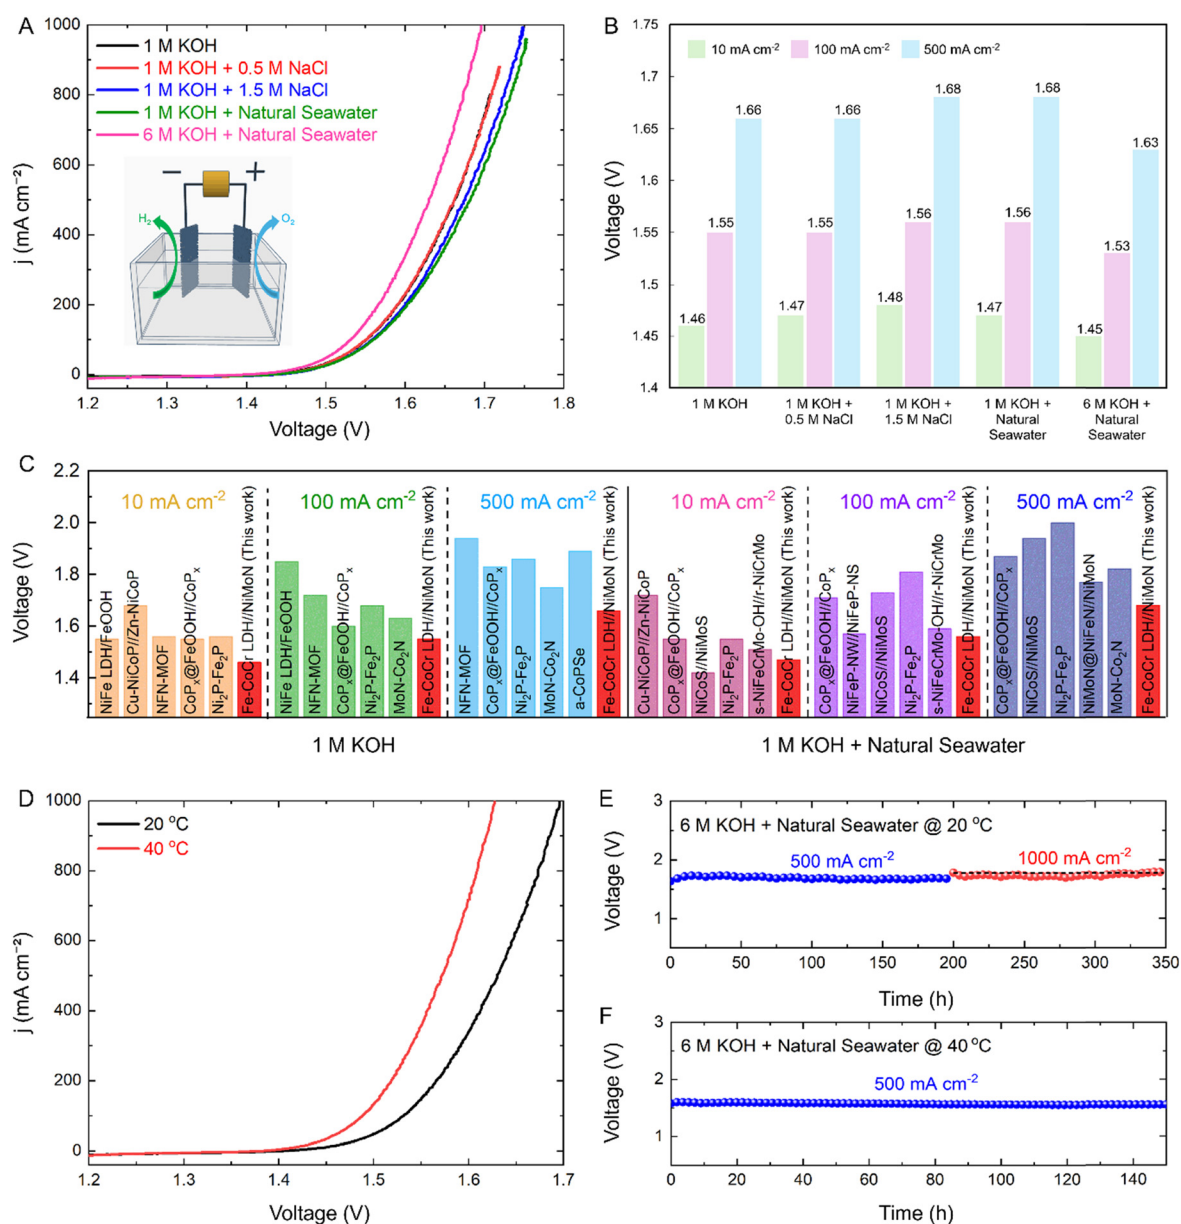 A
1000
800
600
400
200
0
j (mA cm⁻²)
1 M KOH
1 M KOH + 0.5 M NaCl
1 M KOH + 1.5 M NaCl
1 M KOH + Natural Seawater
6 M KOH + Natural Seawater
− +
H₂
O₂
1.2 1.3 1.4 1.5 1.6 1.7 1.8
Voltage (V)
B
1.75
1.7
1.65
1.6
1.55
1.5
1.45
1.4
Voltage (V)
10 mA cm⁻² 100 mA cm⁻² 500 mA cm⁻²
1.46 1.55 1.66
1.47 1.55 1.66
1.48 1.56 1.68
1.47 1.56 1.68
1.45 1.53 1.63
1 M KOH
1 M KOH +
0.5 M NaCl
1 M KOH +
1.5 M NaCl
1 M KOH +
Natural
Seawater
6 M KOH +
Natural
Seawater
C
2.2
2.0
1.8
1.6
1.4
Voltage (V)
10 mA cm⁻²
NiFe LDH/FeOOH
Cu-NiCoP//Zn-NiCoP
NFN-MOF
CoPₓ@FeOOH//CoPₓ
Ni₂P-Fe₂P
Fe-CoCr LDH//NiMoN (This work)
100 mA cm⁻²
NiFe LDH/FeOOH
NFN-MOF
CoPₓ@FeOOH//CoPₓ
Ni₂P-Fe₂P
MoN-Co₂N
Fe-CoCr LDH//NiMoN (This work)
500 mA cm⁻²
NFN-MOF
CoPₓ@FeOOH//CoPₓ
Ni₂P-Fe₂P
MoN-Co₂N
a-CoPSe
Fe-CoCr LDH//NiMoN (This work)
10 mA cm⁻²
Cu-NiCoP//Zn-NiCoP
CoPₓ@FeOOH//CoPₓ
NiCoS//NiMoS
Ni₂P-Fe₂P
s-NiFeCrMo-OH//r-NiCrMo
Fe-CoCr LDH//NiMoN (This work)
100 mA cm⁻²
CoPₓ@FeOOH//CoPₓ
NiFeP-NW//NiFeP-NS
NiCoS//NiMoS
Ni₂P-Fe₂P
s-NiFeCrMo-OH//r-NiCrMo
Fe-CoCr LDH//NiMoN (This work)
500 mA cm⁻²
CoPₓ@FeOOH//CoPₓ
NiCoS//NiMoS
Ni₂P-Fe₂P
NiMoN@NiFeN//NiMoN
MoN-Co₂N
Fe-CoCr LDH//NiMoN (This work)
1 M KOH
1 M KOH + Natural Seawater
D
1000
800
600
400
200
0
j (mA cm⁻²)
20 °C
40 °C
1.2 1.3 1.4 1.5 1.6 1.7
Voltage (V)
E
3
2
1
Voltage (V)
6 M KOH + Natural Seawater @ 20 °C
500 mA cm⁻²
1000 mA cm⁻²
0 50 100 150 200 250 300 350
Time (h)
F
3
2
1
Voltage (V)
6 M KOH + Natural Seawater @ 40 °C
500 mA cm⁻²
0 20 40 60 80 100 120 140
Time (h)